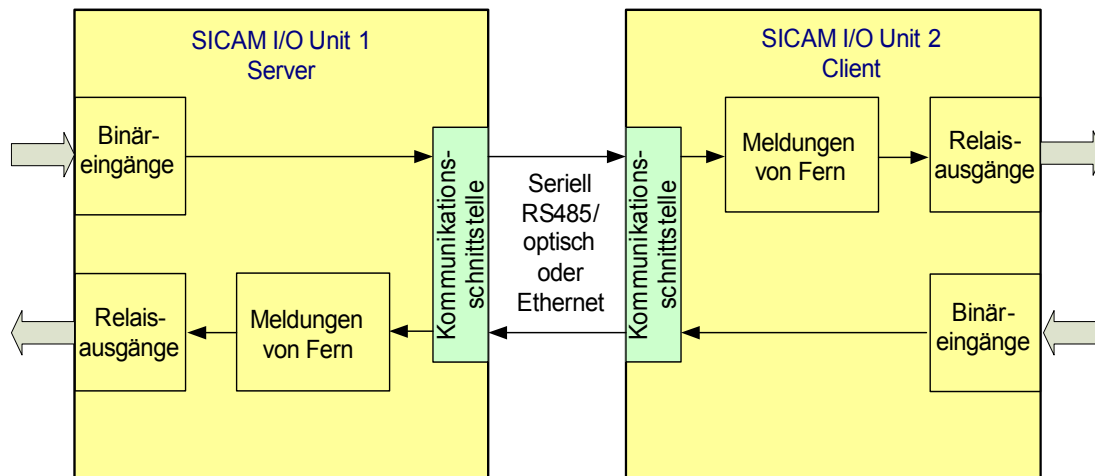 SICAM I/O Unit 1
Server
Binär-
eingänge
Kommunikations-
schnittstelle
Relais-
ausgänge
Meldungen
von Fern
Seriell
RS485/
optisch
oder
Ethernet
SICAM I/O Unit 2
Client
Kommunikations-
schnittstelle
Meldungen
von Fern
Relais-
ausgänge
Binär-
eingänge